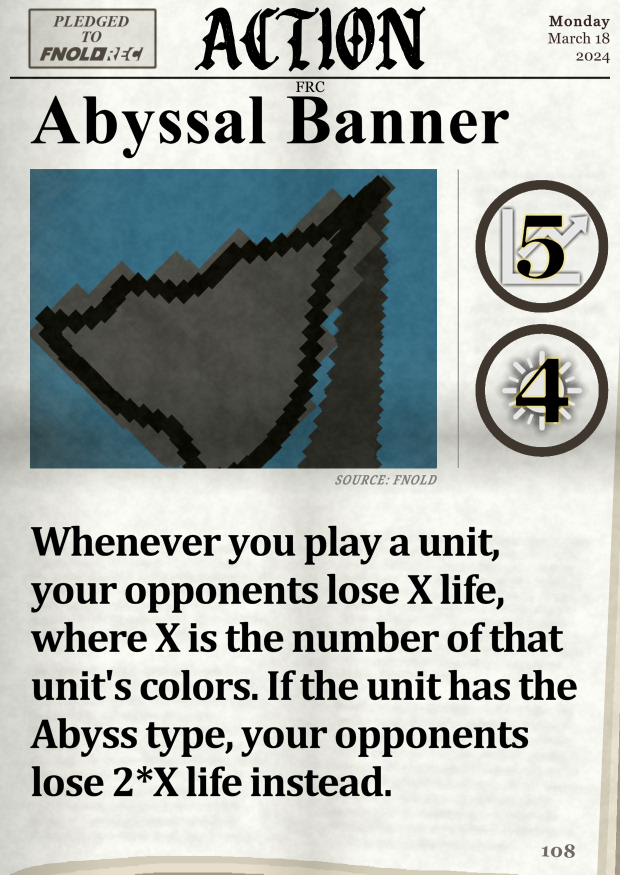 PLEDGED
TO
FNOLD REC
ACTION
Monday
March 18
2024
FRC
Abyssal Banner
5
4
SOURCE: FNOLD
Whenever you play a unit,
your opponents lose X life,
where X is the number of that
unit's colors. If the unit has the
Abyss type, your opponents
lose 2*X life instead.
108